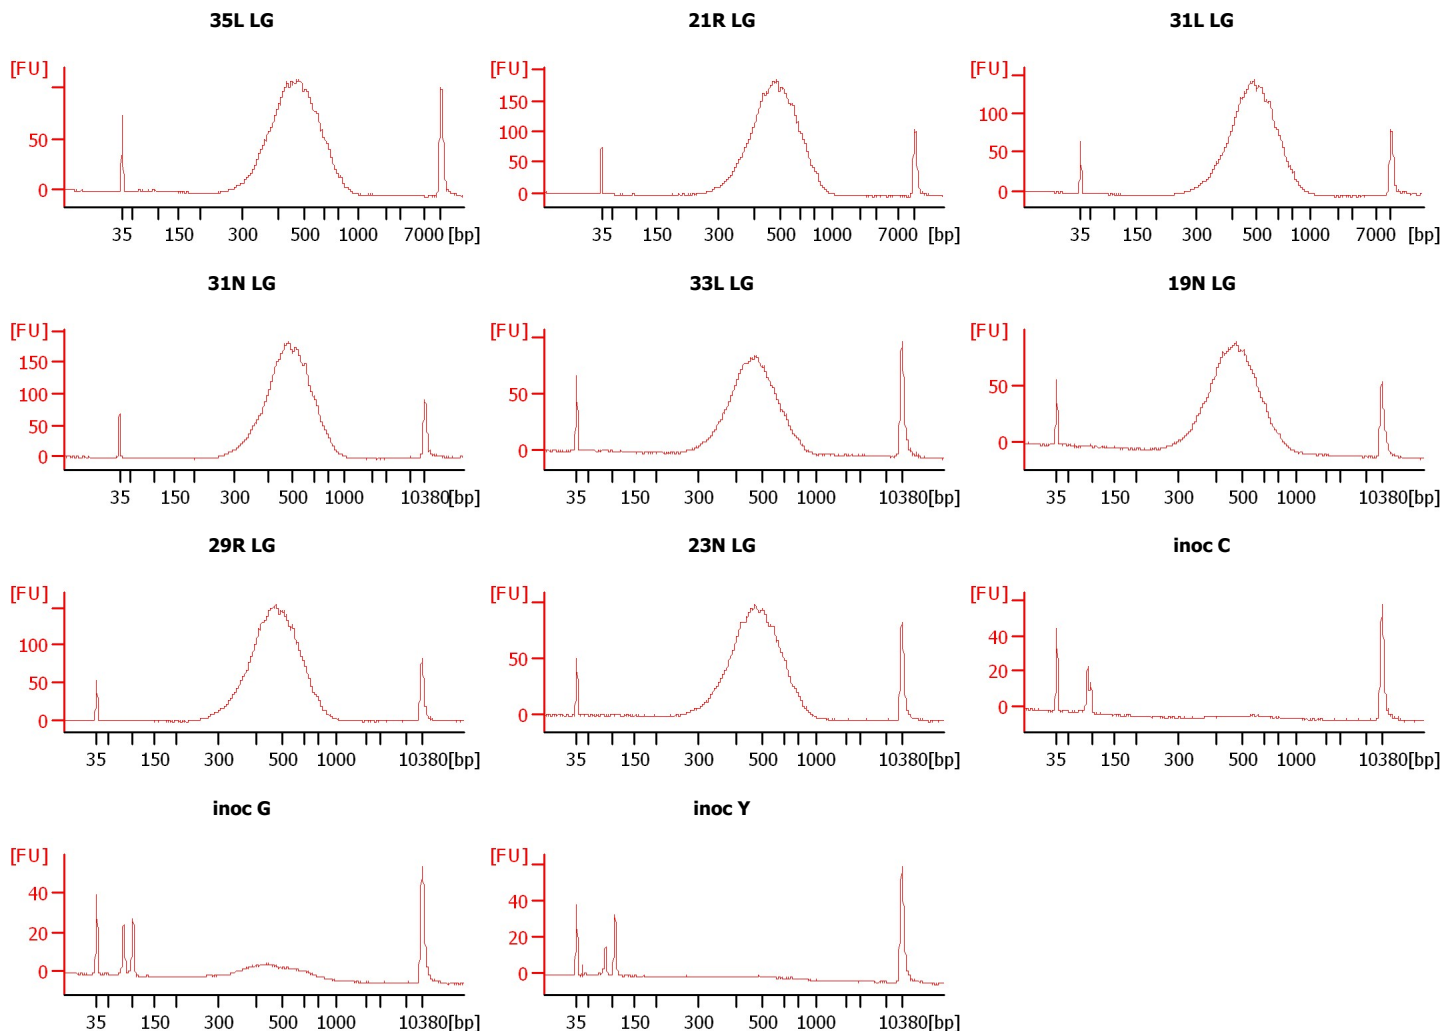 35L LG
[FU]
50
0
35 150 300 500 1000 7000 [bp]
21R LG
[FU]
150
100
50
0
35 150 300 500 1000 7000 [bp]
31L LG
[FU]
100
50
0
35 150 300 500 1000 7000 [bp]
31N LG
[FU]
150
100
50
0
35 150 300 500 1000 10380[bp]
33L LG
[FU]
50
0
35 150 300 500 1000 10380[bp]
19N LG
[FU]
50
0
35 150 300 500 1000 10380[bp]
29R LG
[FU]
100
50
0
35 150 300 500 1000 10380[bp]
23N LG
[FU]
50
0
35 150 300 500 1000 10380[bp]
inoc C
[FU]
40
20
0
35 150 300 500 1000 10380[bp]
inoc G
[FU]
40
20
0
35 150 300 500 1000 10380[bp]
inoc Y
[FU]
40
20
0
35 150 300 500 1000 10380[bp]